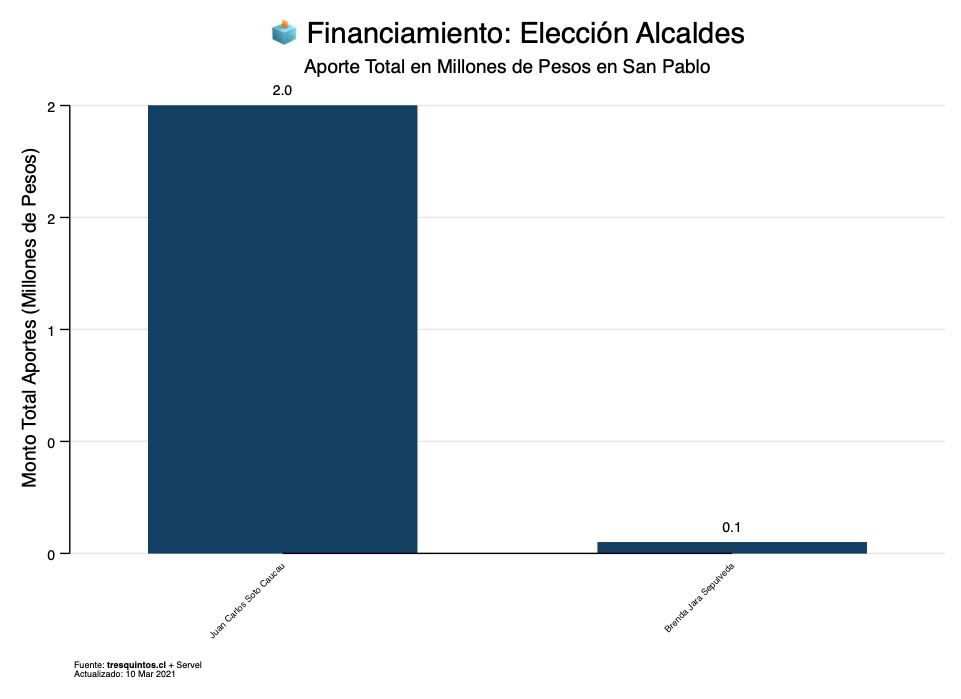 Financiamiento: Elección Alcaldes
Aporte Total en Millones de Pesos en San Pablo
Monto Total Aportes (Millones de Pesos)
2
2
1
0
0
2.0
0.1
Juan Carlos Soto Caucau
Brenda Jara Sepulveda
Fuente: tresquintos.cl + Servel
Actualizado: 10 Mar 2021